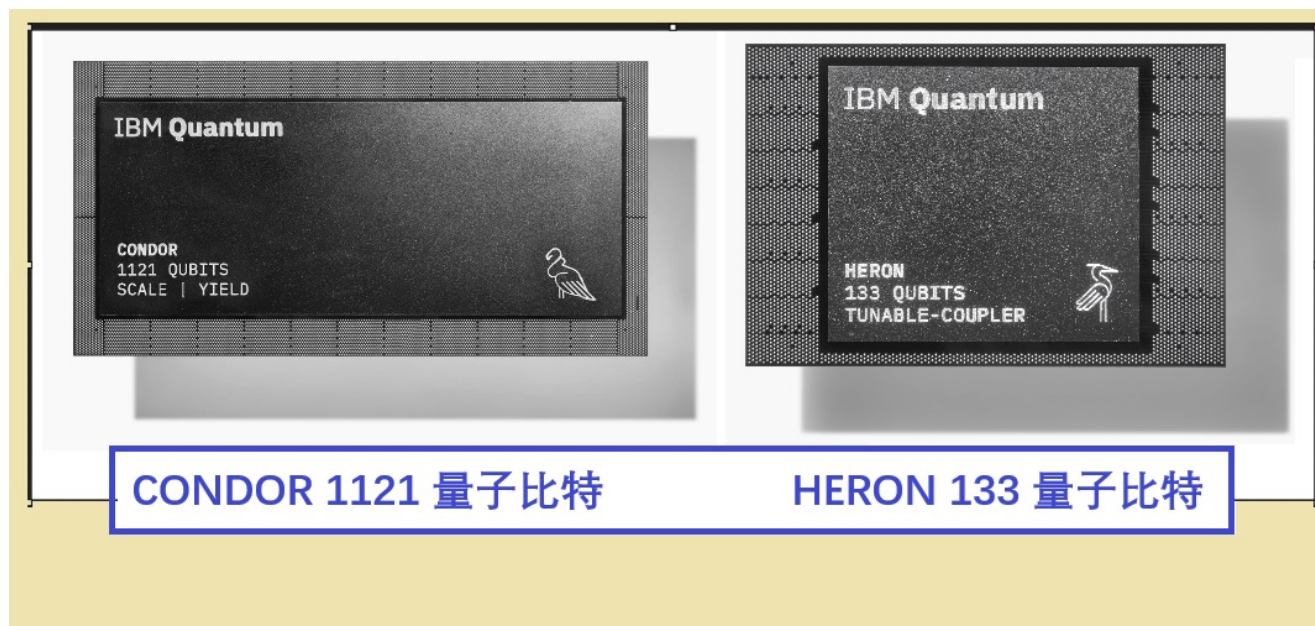 IBM Quantum
CONDOR
1121 QUBITS
SCALE | YIELD
IBM Quantum
HERON
133 QUBITS
TUNABLE-COUPLER
CONDOR 1121 量子比特
HERON 133 量子比特